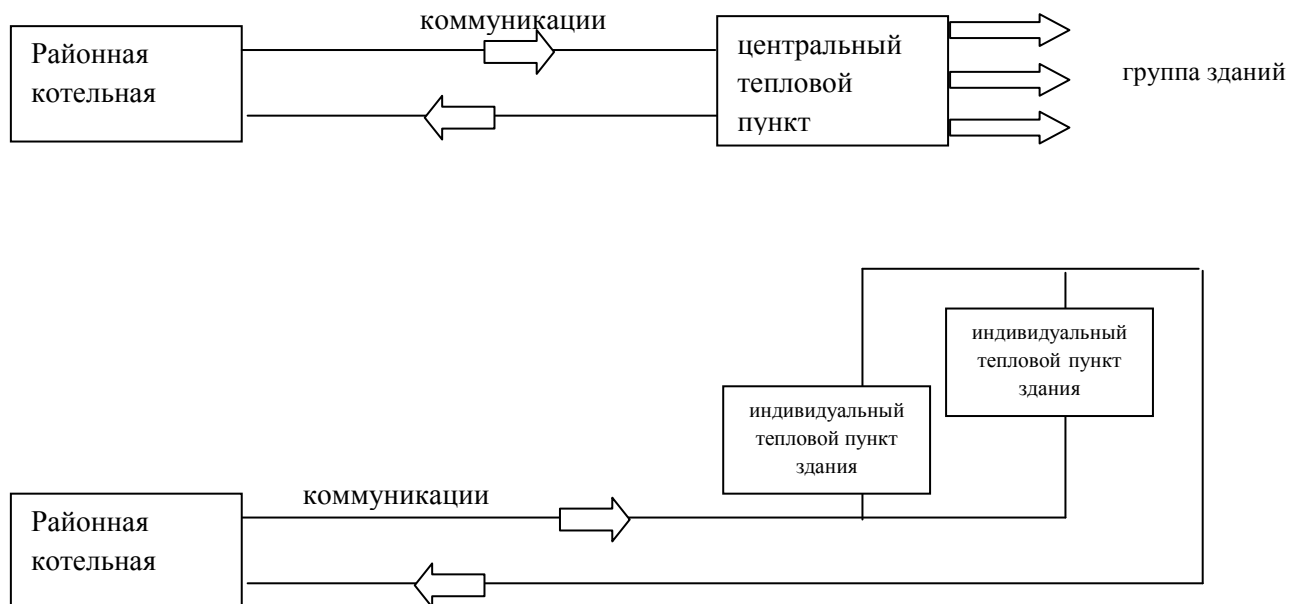 коммуникации
Районная
котельная
центральный
тепловой
пункт
группа зданий
индивидуальный
тепловой пункт
здания
индивидуальный
тепловой пункт
здания
коммуникации
Районная
котельная